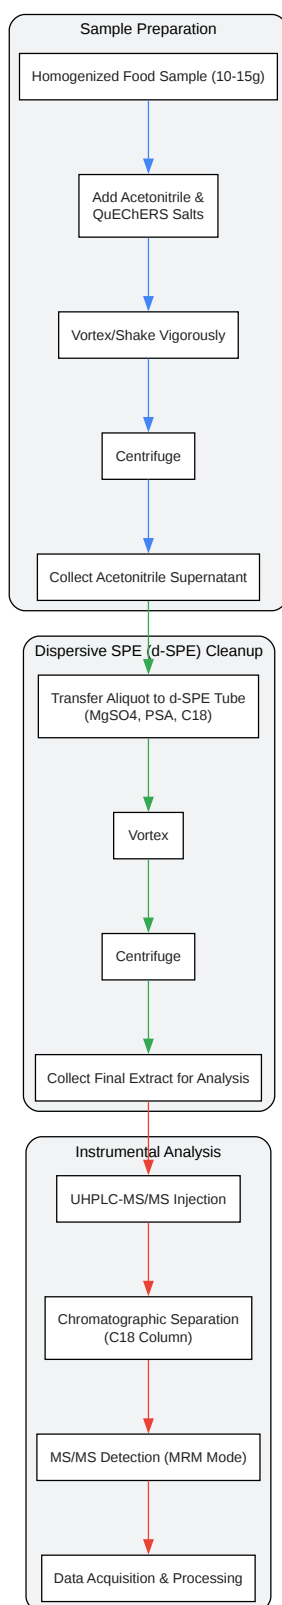 Sample Preparation
Homogenized Food Sample (10-15g)
Add Acetonitrile &
QuEChERS Salts
Vortex/Shake Vigorously
Centrifuge
Collect Acetonitrile Supernatant
Dispersive SPE (d-SPE) Cleanup
Transfer Aliquot to d-SPE Tube
(MgSO4, PSA, C18)
Vortex
Centrifuge
Collect Final Extract for Analysis
Instrumental Analysis
UHPLC-MS/MS Injection
Chromatographic Separation
(C18 Column)
MS/MS Detection (MRM Mode)
Data Acquisition & Processing